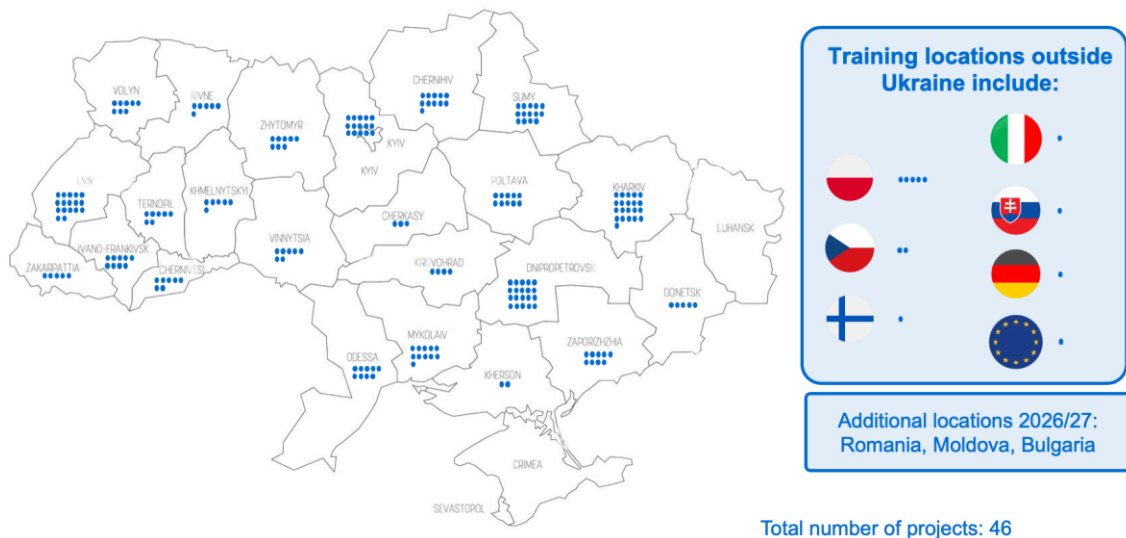 CHERNIHIV
VOLYN
RIVNE
SUMY
ZHYTOMYR
KYIV
KYIV
LVIV
TERNOPIL
KHMELNYTSKYI
POLTAVA
KHARKIV
CHERKASY
LUHANSK
IVANO-FRANKIVSK
VINNYTSIA
ZAKARPATTIA
CHERNIVTSI
KIROVOHRAD
DNIPROPETROVSK
DONETSK
MYKOLAIV
ZAPORIZHZHIA
ODESSA
KHERSON
CRIMEA
SEVASTOPOL
Training locations outside
Ukraine include:
Additional locations 2026/27:
Romania, Moldova, Bulgaria
Total number of projects: 46